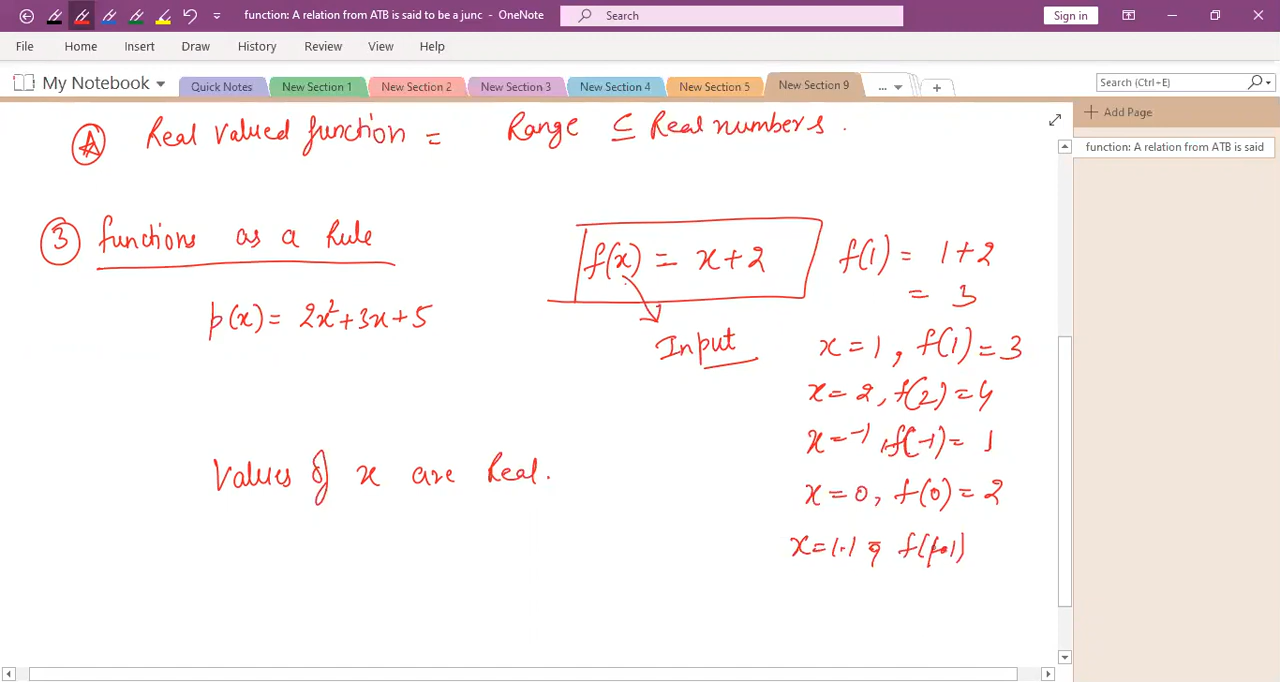 function: A relation from ATB is said to be a junc - OneNote
Search
Sign in
File Home Insert Draw History Review View Help
My Notebook
Quick Notes New Section 1 New Section 2 New Section 3 New Section 4 New Section 5 New Section 9 ... +
Search (Ctrl+E)
Add Page
function: A relation from ATB is said
A Real valued function = Range ⊆ Real numbers.
3 functions as a Rule
f(x) = x+2
f(1) = 1+2
= 3
p(x) = 2x²+3x+5
Input
x=1, f(1)=3
x=2, f(2)=4
x=-1, f(-1)=1
Values of x are Real.
x=0, f(0)=2
x=1.1, f(1.1)